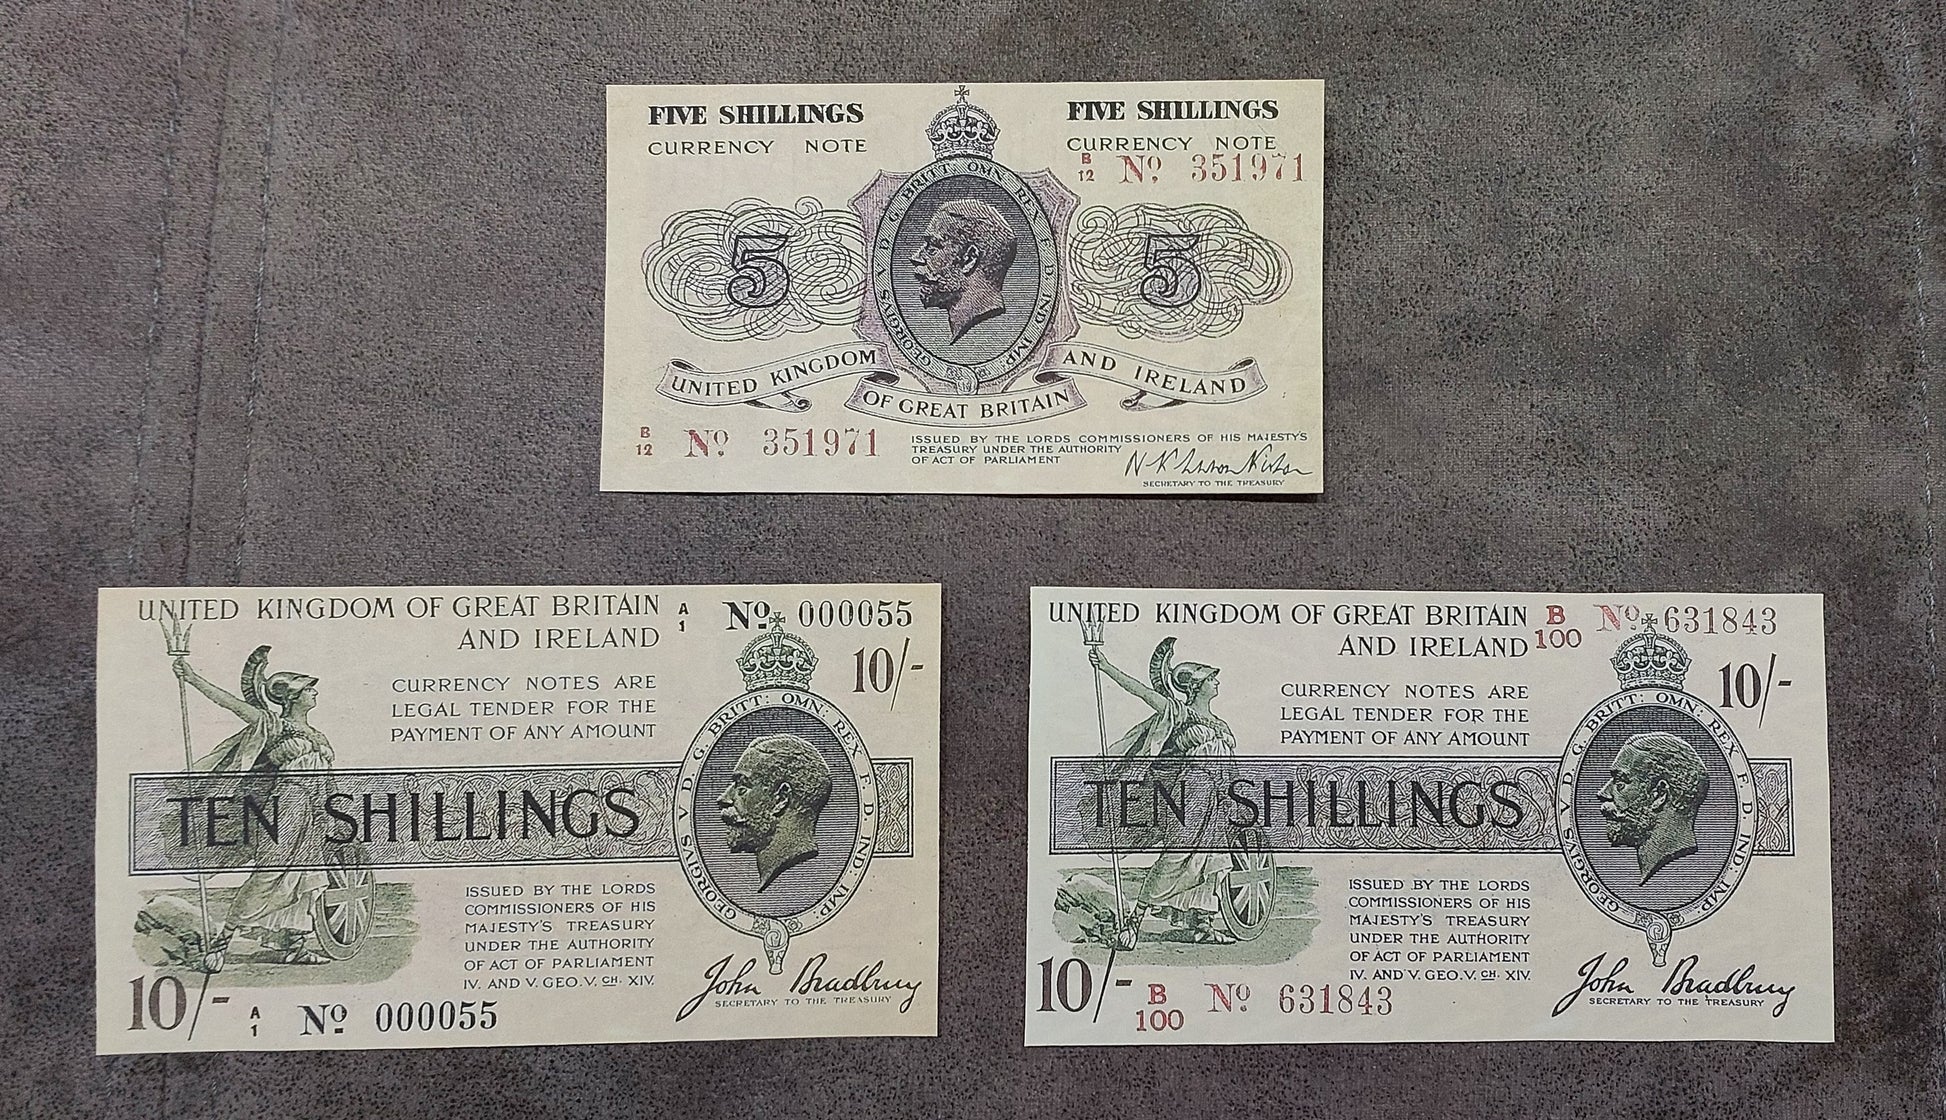 FIVE SHILLINGS
CURRENCY NOTE
FIVE SHILLINGS
CURRENCY NOTE
B
12 Nº 351971
GEORGIVS V D. G. BRITT: OMN: REX F. D. IND: IMP:
5
5
UNITED KINGDOM
OF GREAT BRITAIN
AND IRELAND
B
12 Nº 351971
ISSUED BY THE LORDS COMMISSIONERS OF HIS MAJESTY'S
TREASURY UNDER THE AUTHORITY
OF ACT OF PARLIAMENT
SECRETARY TO THE TREASURY
UNITED KINGDOM OF GREAT BRITAIN
AND IRELAND
A
1
Nº 000055
10/-
CURRENCY NOTES ARE
LEGAL TENDER FOR THE
PAYMENT OF ANY AMOUNT
GEORGIVS V D. G. BRITT: OMN: REX F. D. IND: IMP:
TEN SHILLINGS
ISSUED BY THE LORDS
COMMISSIONERS OF HIS
MAJESTY'S TREASURY
UNDER THE AUTHORITY
OF ACT OF PARLIAMENT
IV. AND V. GEO. V. CH. XIV.
John Bradbury
SECRETARY TO THE TREASURY
10/-
A
1
Nº 000055
UNITED KINGDOM OF GREAT BRITAIN
AND IRELAND
B
100
Nº 631843
10/-
CURRENCY NOTES ARE
LEGAL TENDER FOR THE
PAYMENT OF ANY AMOUNT
GEORGIVS V D. G. BRITT: OMN: REX F. D. IND: IMP:
TEN SHILLINGS
ISSUED BY THE LORDS
COMMISSIONERS OF HIS
MAJESTY'S TREASURY
UNDER THE AUTHORITY
OF ACT OF PARLIAMENT
IV. AND V. GEO. V. CH. XIV.
John Bradbury
SECRETARY TO THE TREASURY
10/-
B
100
Nº 631843